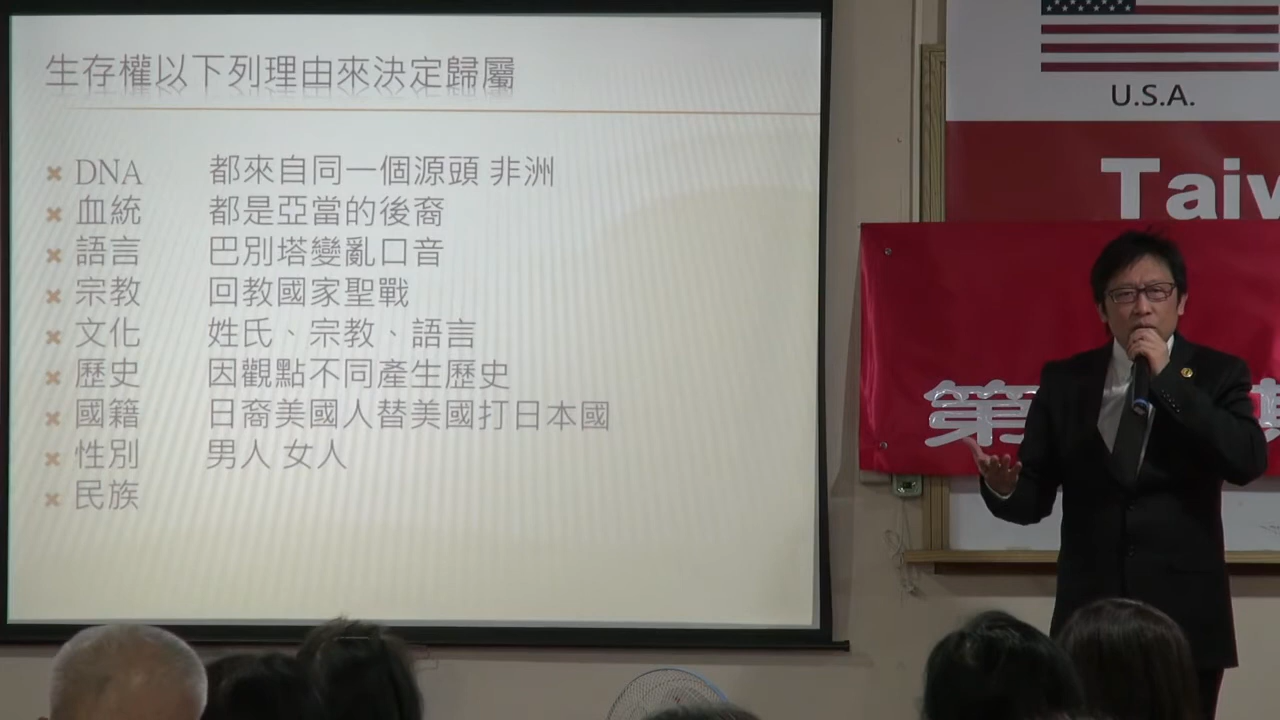 生存權以下列理由來決定歸屬
DNA 都來自同一個源頭 非洲
血統 都是亞當的後裔
語言 巴別塔變亂口音
宗教 回教國家聖戰
文化 姓氏、宗教、語言
歷史 因觀點不同產生歷史
國籍 日裔美國人替美國打日本國
性別 男人 女人
民族
U.S.A.
Taiw
第